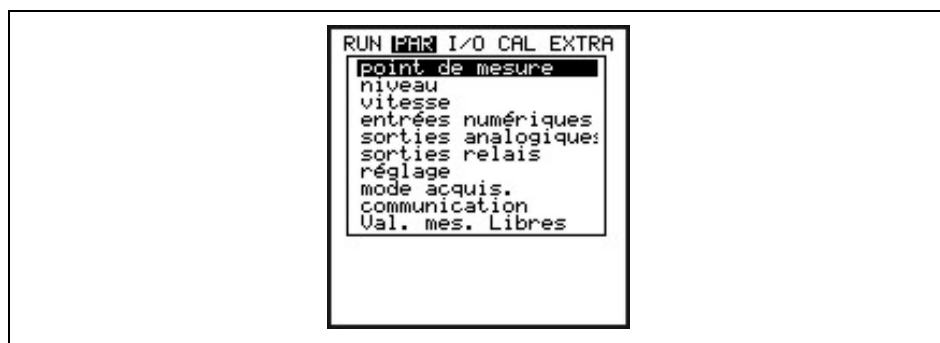 RUN PAR I/O CAL EXTRA
point de mesure
niveau
vitesse
entrées numériques
sorties analogiques
sorties relais
réglage
mode acquis.
communication
Val. mes. Libres